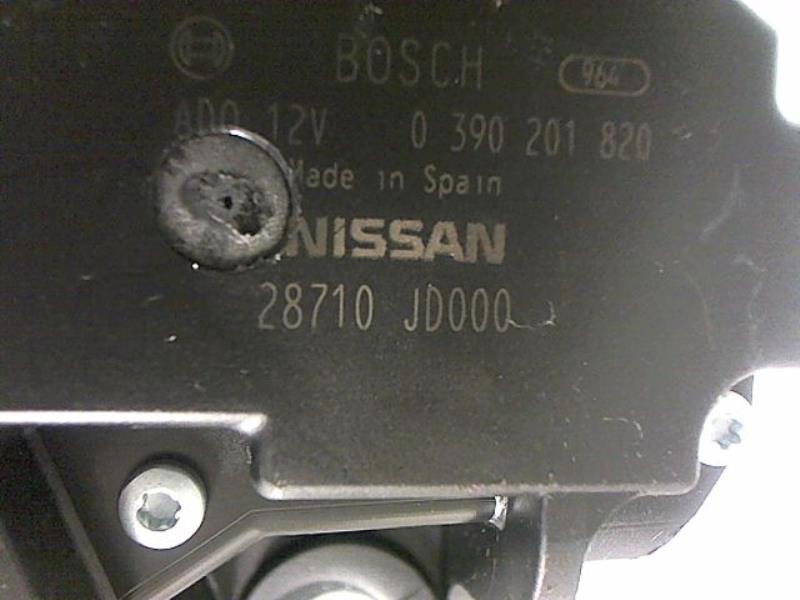 BOSCH 964
12V 0 390 201 820
Made in Spain
NISSAN
28710 JD000